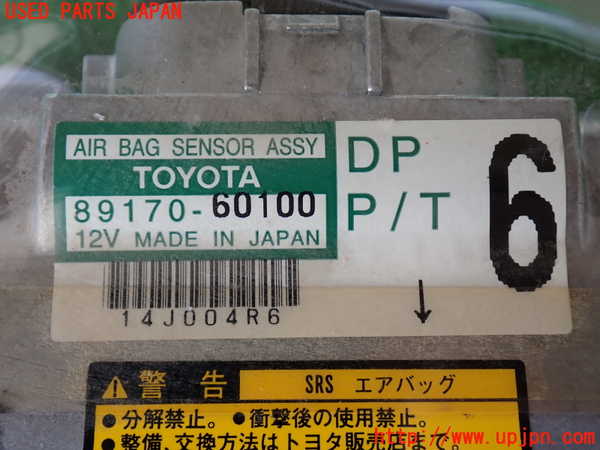 USED PARTS JAPAN
AIR BAG SENSOR ASSY
TOYOTA
89170-60100
12V MADE IN JAPAN
DP
P/T
6
14J004R6
警告
SRS エアバッグ
●分解禁止。●衝撃後の使用禁止。
●整備、交換方法はトヨタ販売店まで。
http://www.upjpn.com